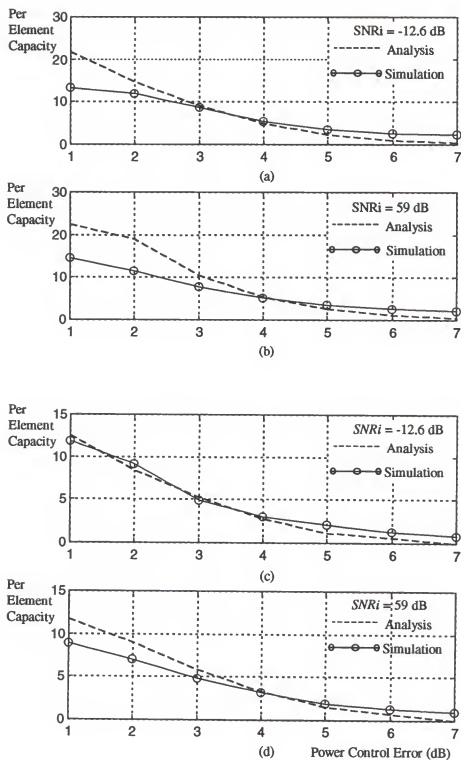 Per
Element
Capacity
30
20
10
0
SNRi = -12.6 dB
Analysis
Simulation
1 2 3 4 5 6 7
(a)
Per
Element
Capacity
30
20
10
0
SNRi = 59 dB
Analysis
Simulation
1 2 3 4 5 6 7
(b)
Per
Element
Capacity
15
10
5
0
SNRi = -12.6 dB
Analysis
Simulation
1 2 3 4 5 6 7
(c)
Per
Element
Capacity
15
10
5
0
SNRi = 59 dB
Analysis
Simulation
1 2 3 4 5 6 7
(d) Power Control Error (dB)